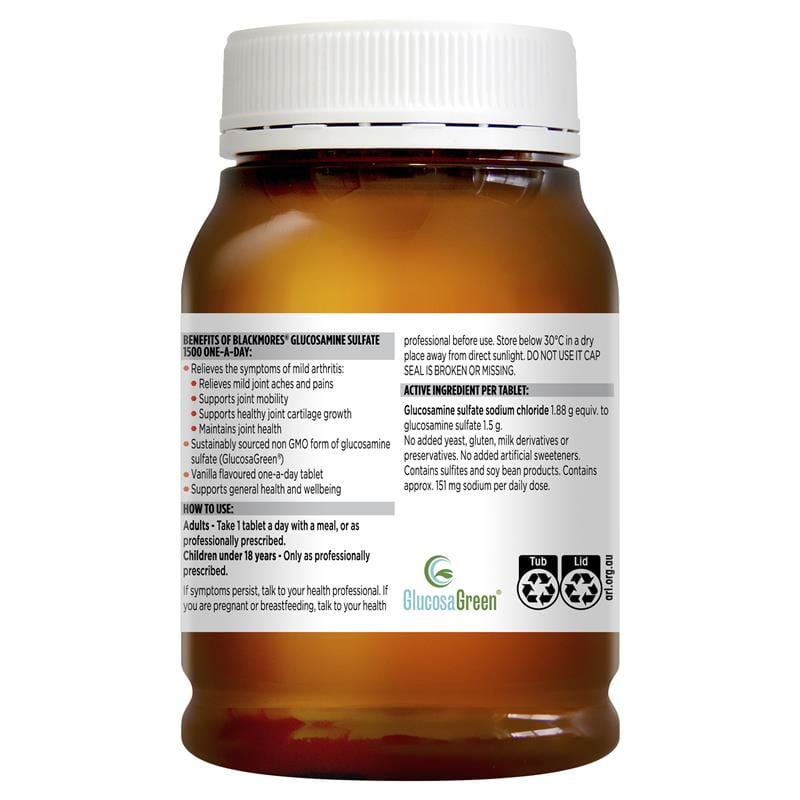 BENEFITS OF BLACKMORES® GLUCOSAMINE SULFATE
1500 ONE-A-DAY:
• Relieves the symptoms of mild arthritis:
• Relieves mild joint aches and pains
• Supports joint mobility
• Supports healthy joint cartilage growth
• Maintains joint health
• Sustainably sourced non GMO form of glucosamine
sulfate (GlucosaGreen®)
• Vanilla flavoured one-a-day tablet
• Supports general health and wellbeing
HOW TO USE:
Adults - Take 1 tablet a day with a meal, or as
professionally prescribed.
Children under 18 years - Only as professionally
prescribed.
If symptoms persist, talk to your health professional. If
you are pregnant or breastfeeding, talk to your health
professional before use. Store below 30°C in a dry
place away from direct sunlight. DO NOT USE IT CAP
SEAL IS BROKEN OR MISSING.
ACTIVE INGREDIENT PER TABLET:
Glucosamine sulfate sodium chloride 1.88 g equiv. to
glucosamine sulfate 1.5 g.
No added yeast, gluten, milk derivatives or
preservatives. No added artificial sweeteners.
Contains sulfites and soy bean products. Contains
approx. 151 mg sodium per daily dose.
GlucosaGreen®
Tub
Lid
arl.org.au